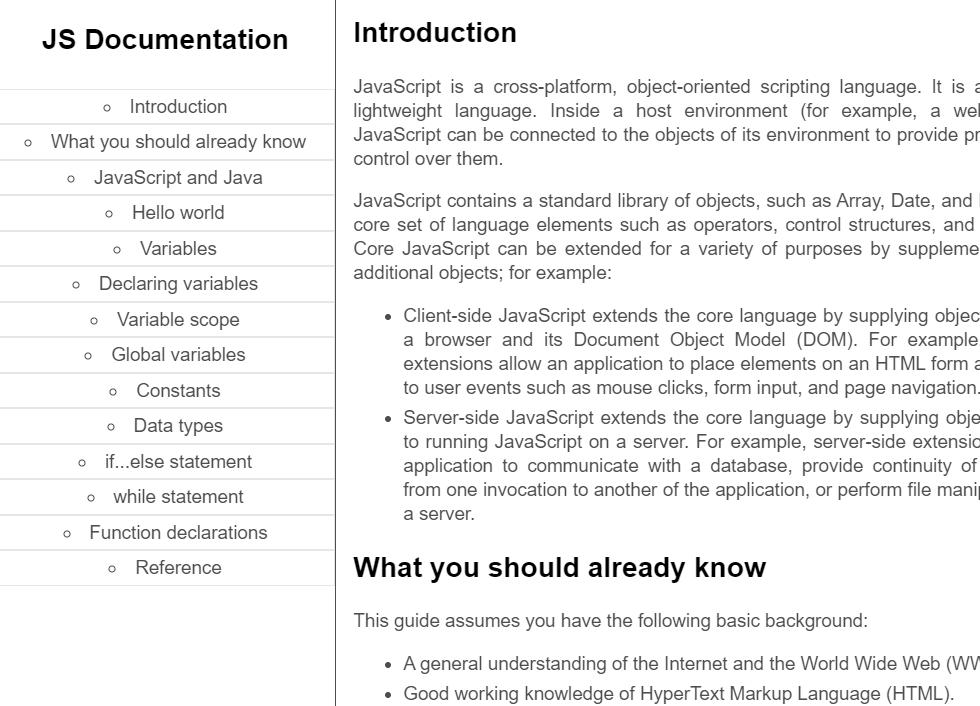 JS Documentation
Introduction
What you should already know
JavaScript and Java
Hello world
Variables
Declaring variables
Variable scope
Global variables
Constants
Data types
if...else statement
while statement
Function declarations
Reference
Introduction
JavaScript is a cross-platform, object-oriented scripting language. It is
lightweight language. Inside a host environment (for example, a
JavaScript can be connected to the objects of its environment to provide
control over them.
JavaScript contains a standard library of objects, such as Array, Date, and
core set of language elements such as operators, control structures, and
Core JavaScript can be extended for a variety of purposes by
additional objects; for example:
Client-side JavaScript extends the core language by supplying
a browser and its Document Object Model (DOM). For example
extensions allow an application to place elements on an HTML form
to user events such as mouse clicks, form input, and page navigation.
Server-side JavaScript extends the core language by supplying
to running JavaScript on a server. For example, server-side
application to communicate with a database, provide continuity of
from one invocation to another of the application, or perform file
a server.
What you should already know
This guide assumes you have the following basic background:
A general understanding of the Internet and the World Wide Web
Good working knowledge of HyperText Markup Language (HTML).